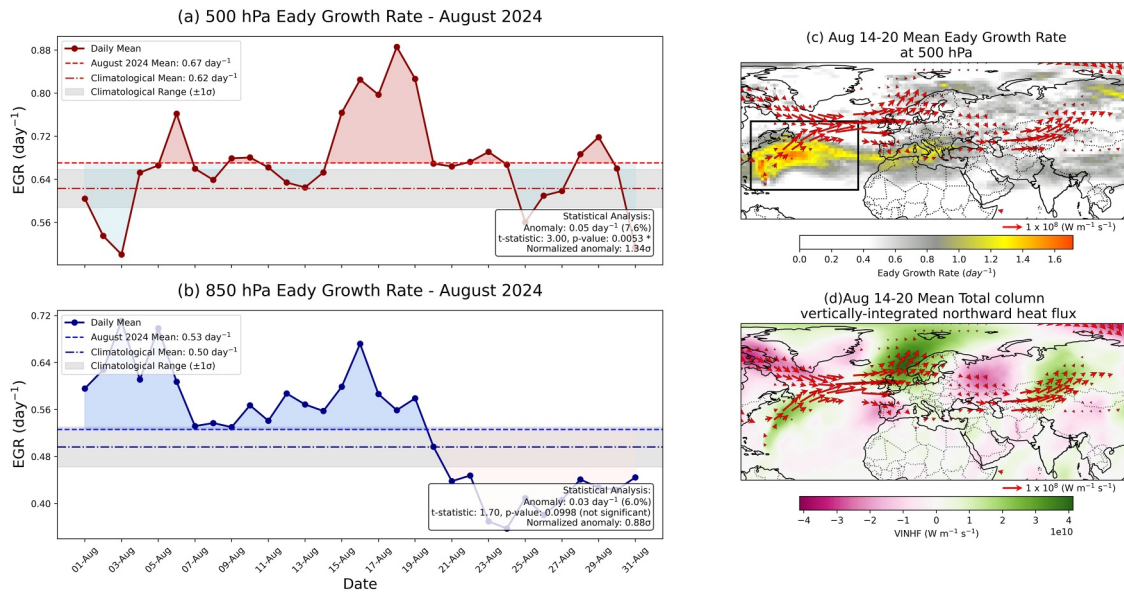 (a) 500 hPa Eady Growth Rate - August 2024
EGR (day⁻¹)
0.88
0.80
0.72
0.64
0.56
Daily Mean
August 2024 Mean: 0.67 day⁻¹
Climatological Mean: 0.62 day⁻¹
Climatological Range (±1σ)
Statistical Analysis:
Anomaly: 0.05 day⁻¹ (7.6%)
t-statistic: 3.00, p-value: 0.0053 *
Normalized anomaly: 1.34σ
(b) 850 hPa Eady Growth Rate - August 2024
EGR (day⁻¹)
0.72
0.64
0.56
0.48
0.40
Daily Mean
August 2024 Mean: 0.53 day⁻¹
Climatological Mean: 0.50 day⁻¹
Climatological Range (±1σ)
Statistical Analysis:
Anomaly: 0.03 day⁻¹ (6.0%)
t-statistic: 1.70, p-value: 0.0998 (not significant)
Normalized anomaly: 0.88σ
01-Aug
03-Aug
05-Aug
07-Aug
09-Aug
11-Aug
13-Aug
15-Aug
17-Aug
19-Aug
21-Aug
23-Aug
25-Aug
27-Aug
29-Aug
31-Aug
Date
(c) Aug 14-20 Mean Eady Growth Rate
at 500 hPa
1 x 10⁸ (W m⁻¹ s⁻¹)
0.0 0.2 0.4 0.6 0.8 1.0 1.2 1.4 1.6
Eady Growth Rate (day⁻¹)
(d)Aug 14-20 Mean Total column
vertically-integrated northward heat flux
1 x 10⁸ (W m⁻¹ s⁻¹)
−4 −3 −2 −1 0 1 2 3 4
1e10
VINHF (W m⁻¹ s⁻¹)